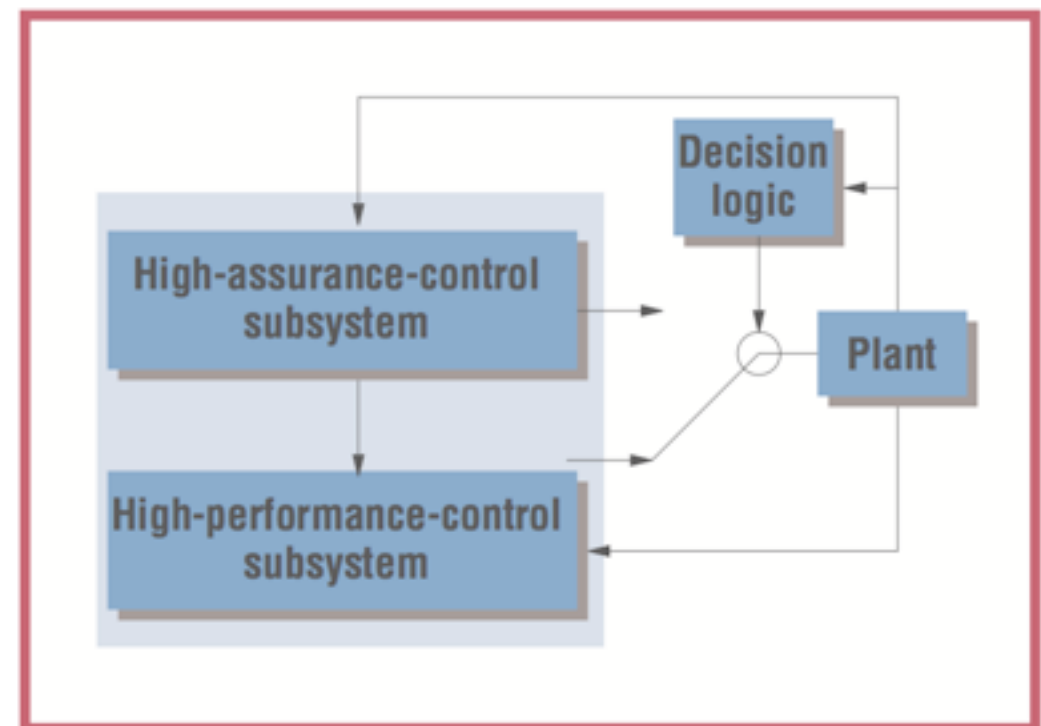 Decision
logic
High-assurance-control
subsystem
Plant
High-performance-control
subsystem